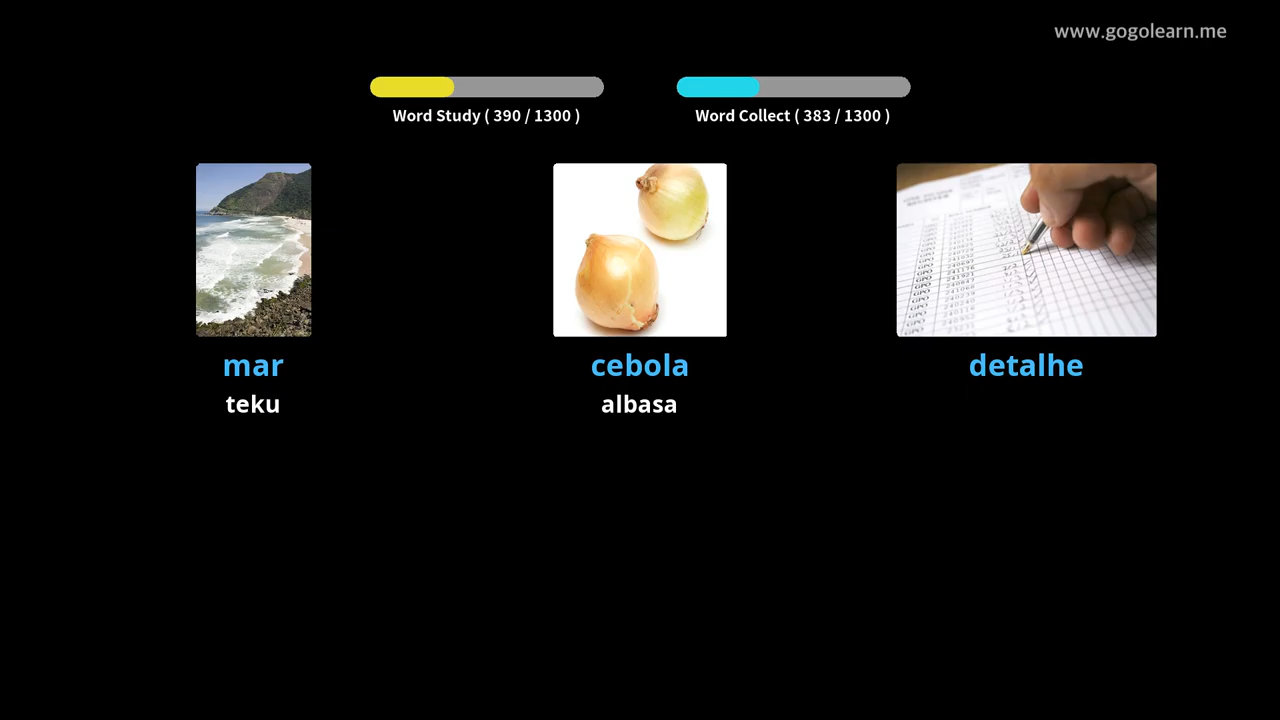 www.gogolearn.me
Word Study ( 390 / 1300 )
Word Collect ( 383 / 1300 )
mar
cebola
detalhe
teku
albasa